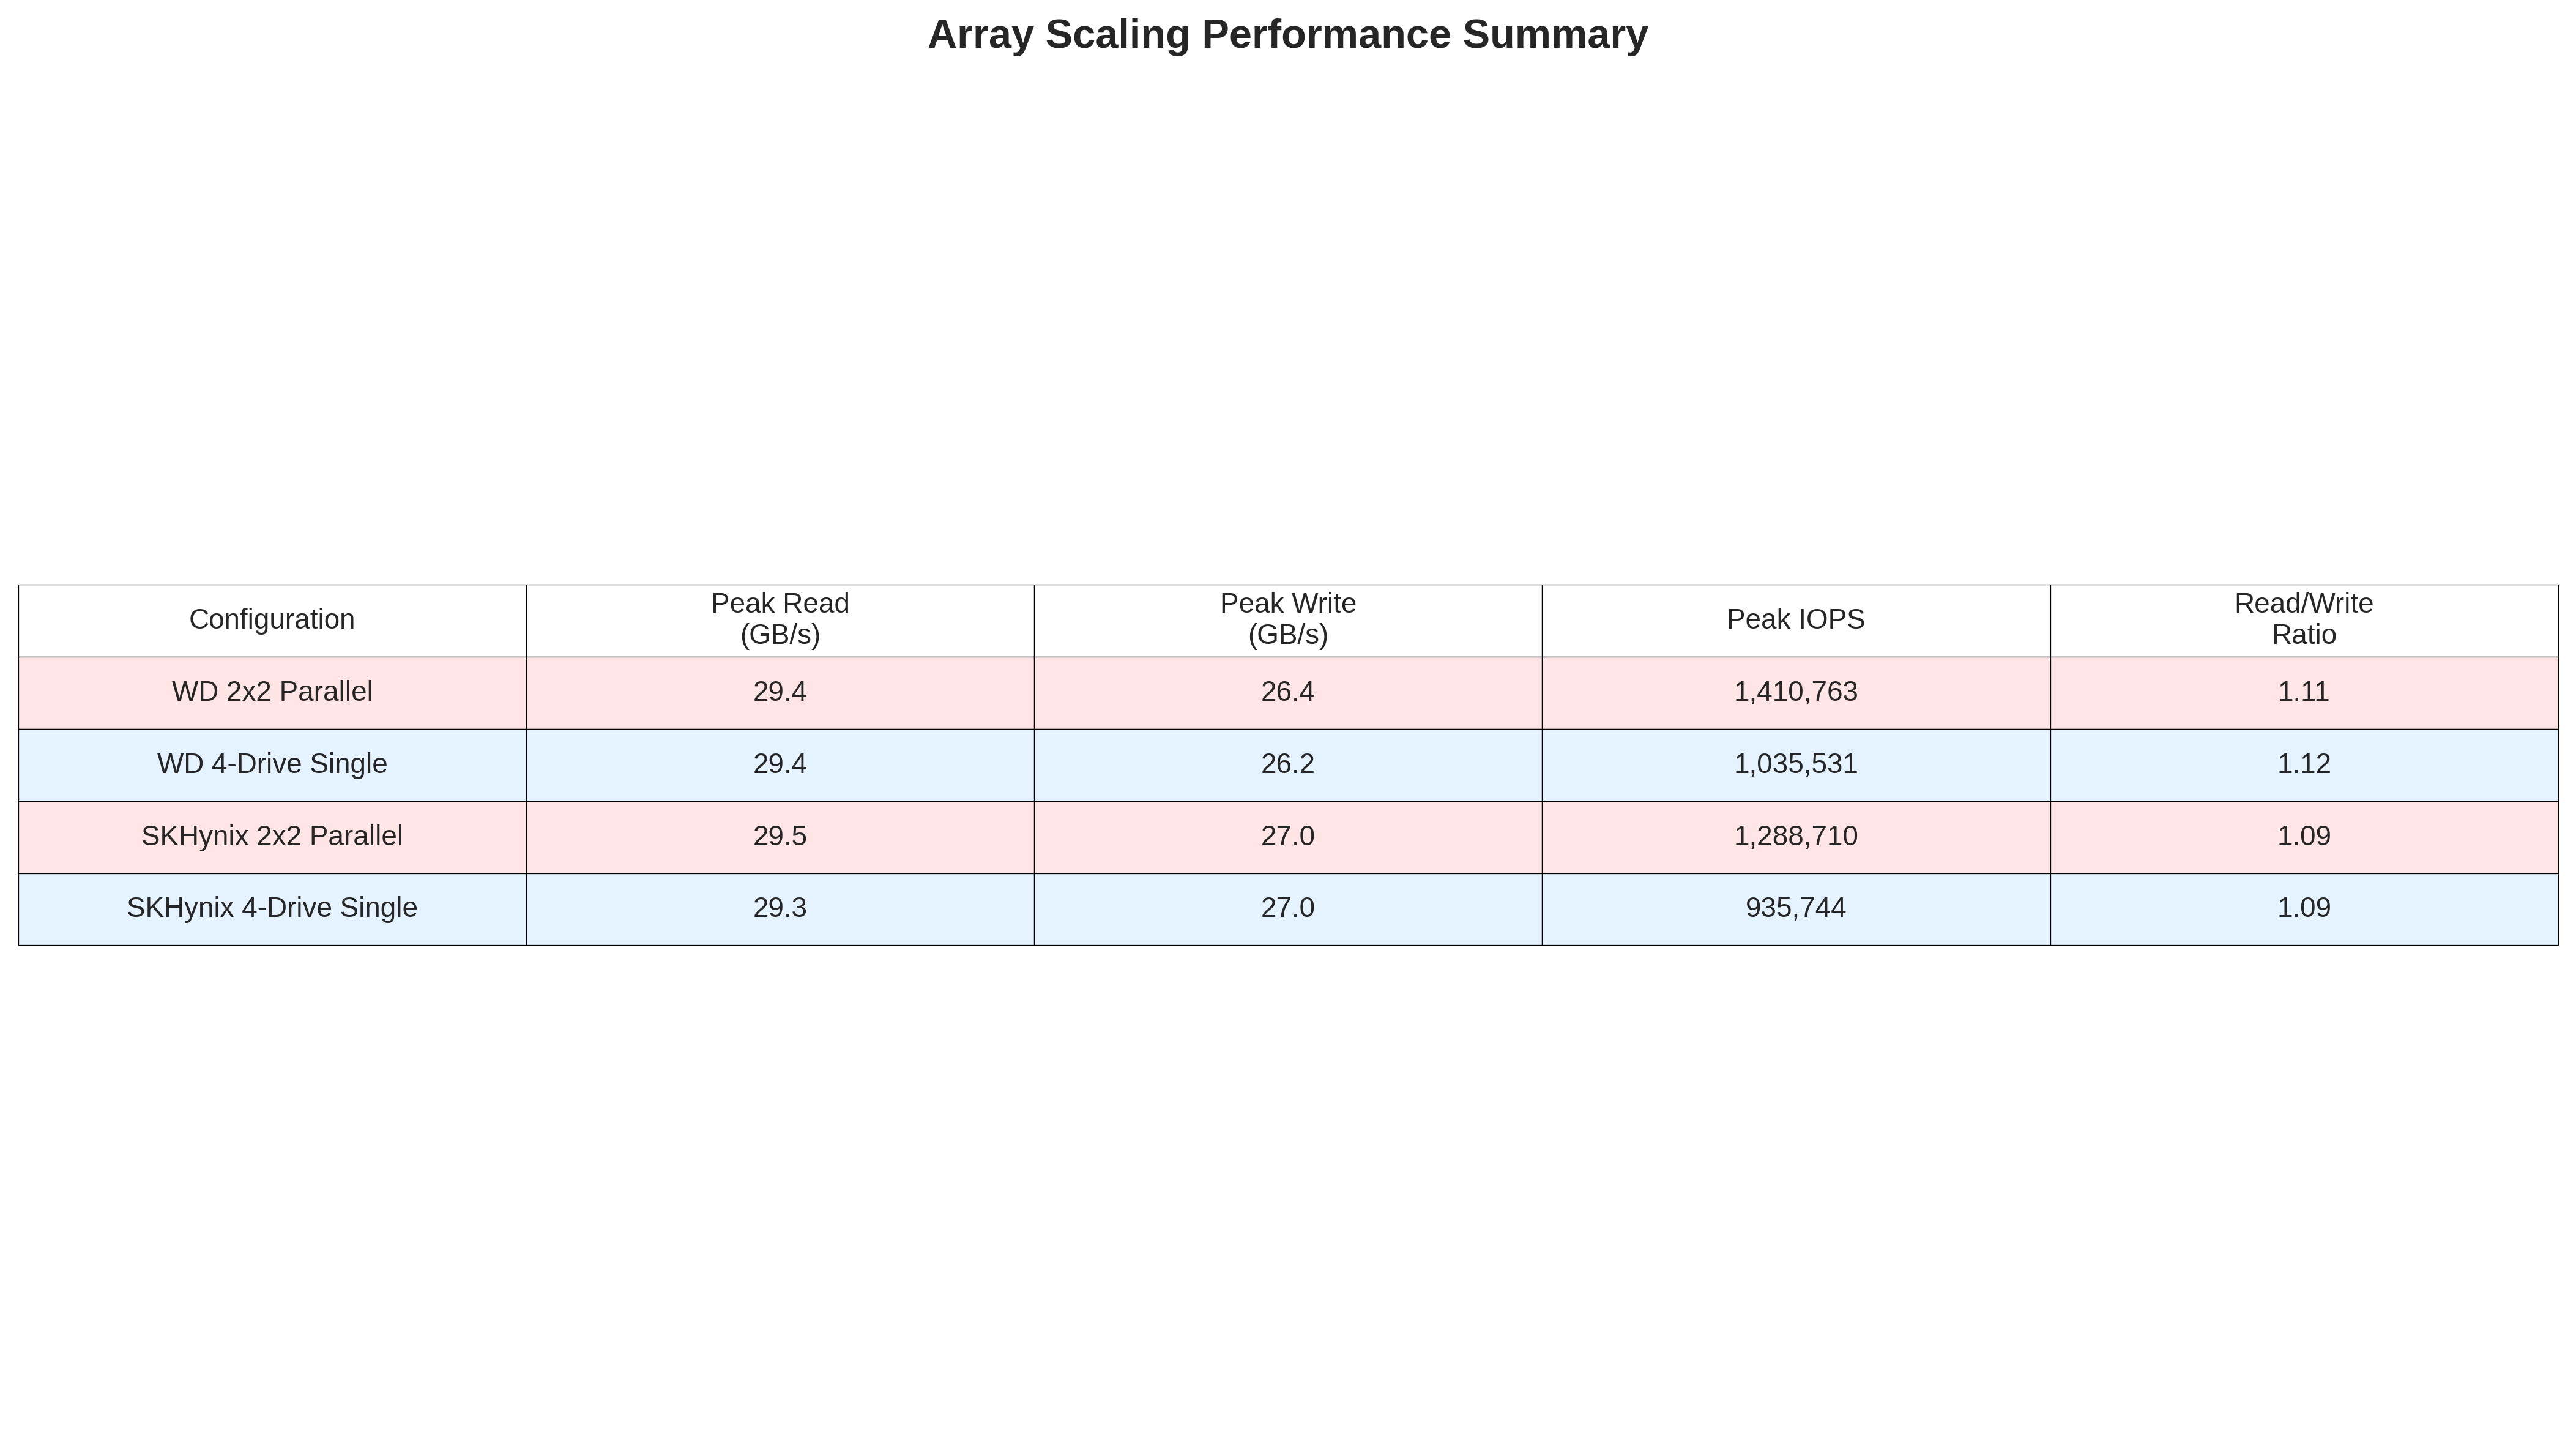 Array Scaling Performance Summary
Configuration
Peak Read
(GB/s)
Peak Write
(GB/s)
Peak IOPS
Read/Write
Ratio
WD 2x2 Parallel
29.4
26.4
1,410,763
1.11
WD 4-Drive Single
29.4
26.2
1,035,531
1.12
SKHynix 2x2 Parallel
29.5
27.0
1,288,710
1.09
SKHynix 4-Drive Single
29.3
27.0
935,744
1.09